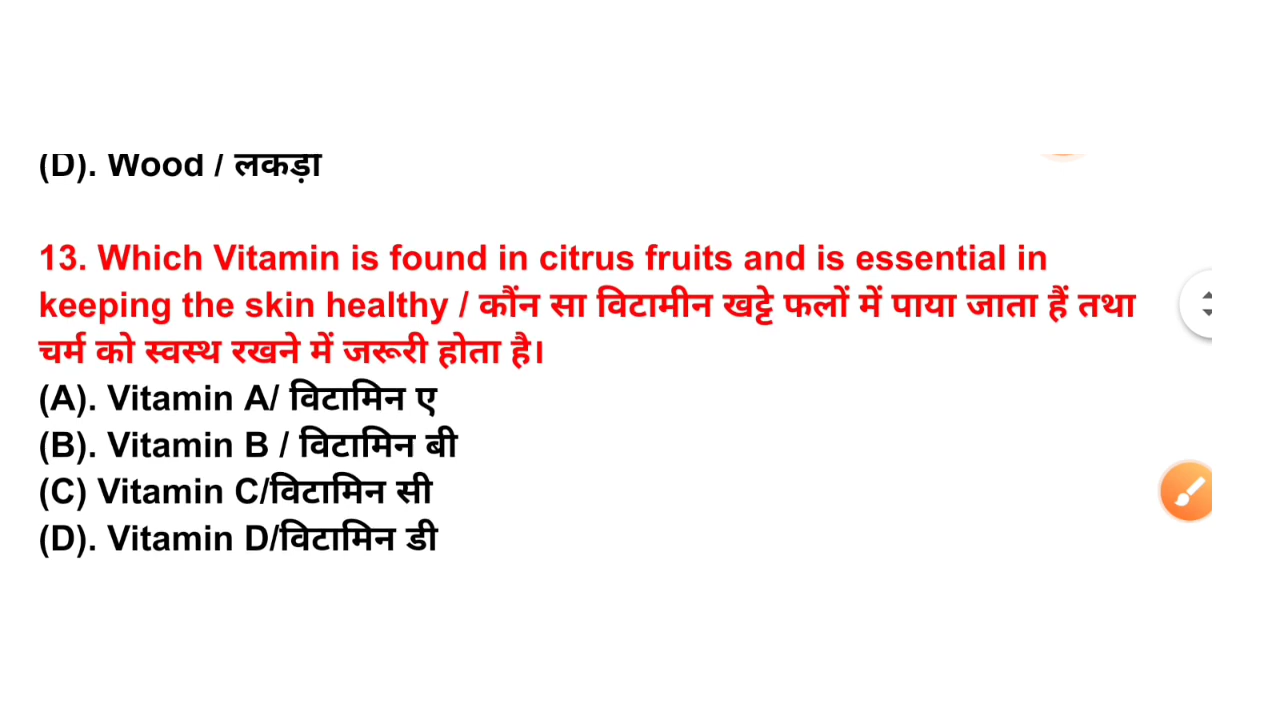 (D). Wood / लकड़ी
13. Which Vitamin is found in citrus fruits and is essential in
keeping the skin healthy / कौंन सा विटामीन खट्टे फलों में पाया जाता हैं तथा
चर्म को स्वस्थ रखने में जरूरी होता है।
(A). Vitamin A/ विटामिन ए
(B). Vitamin B / विटामिन बी
(C) Vitamin C/विटामिन सी
(D). Vitamin D/विटामिन डी